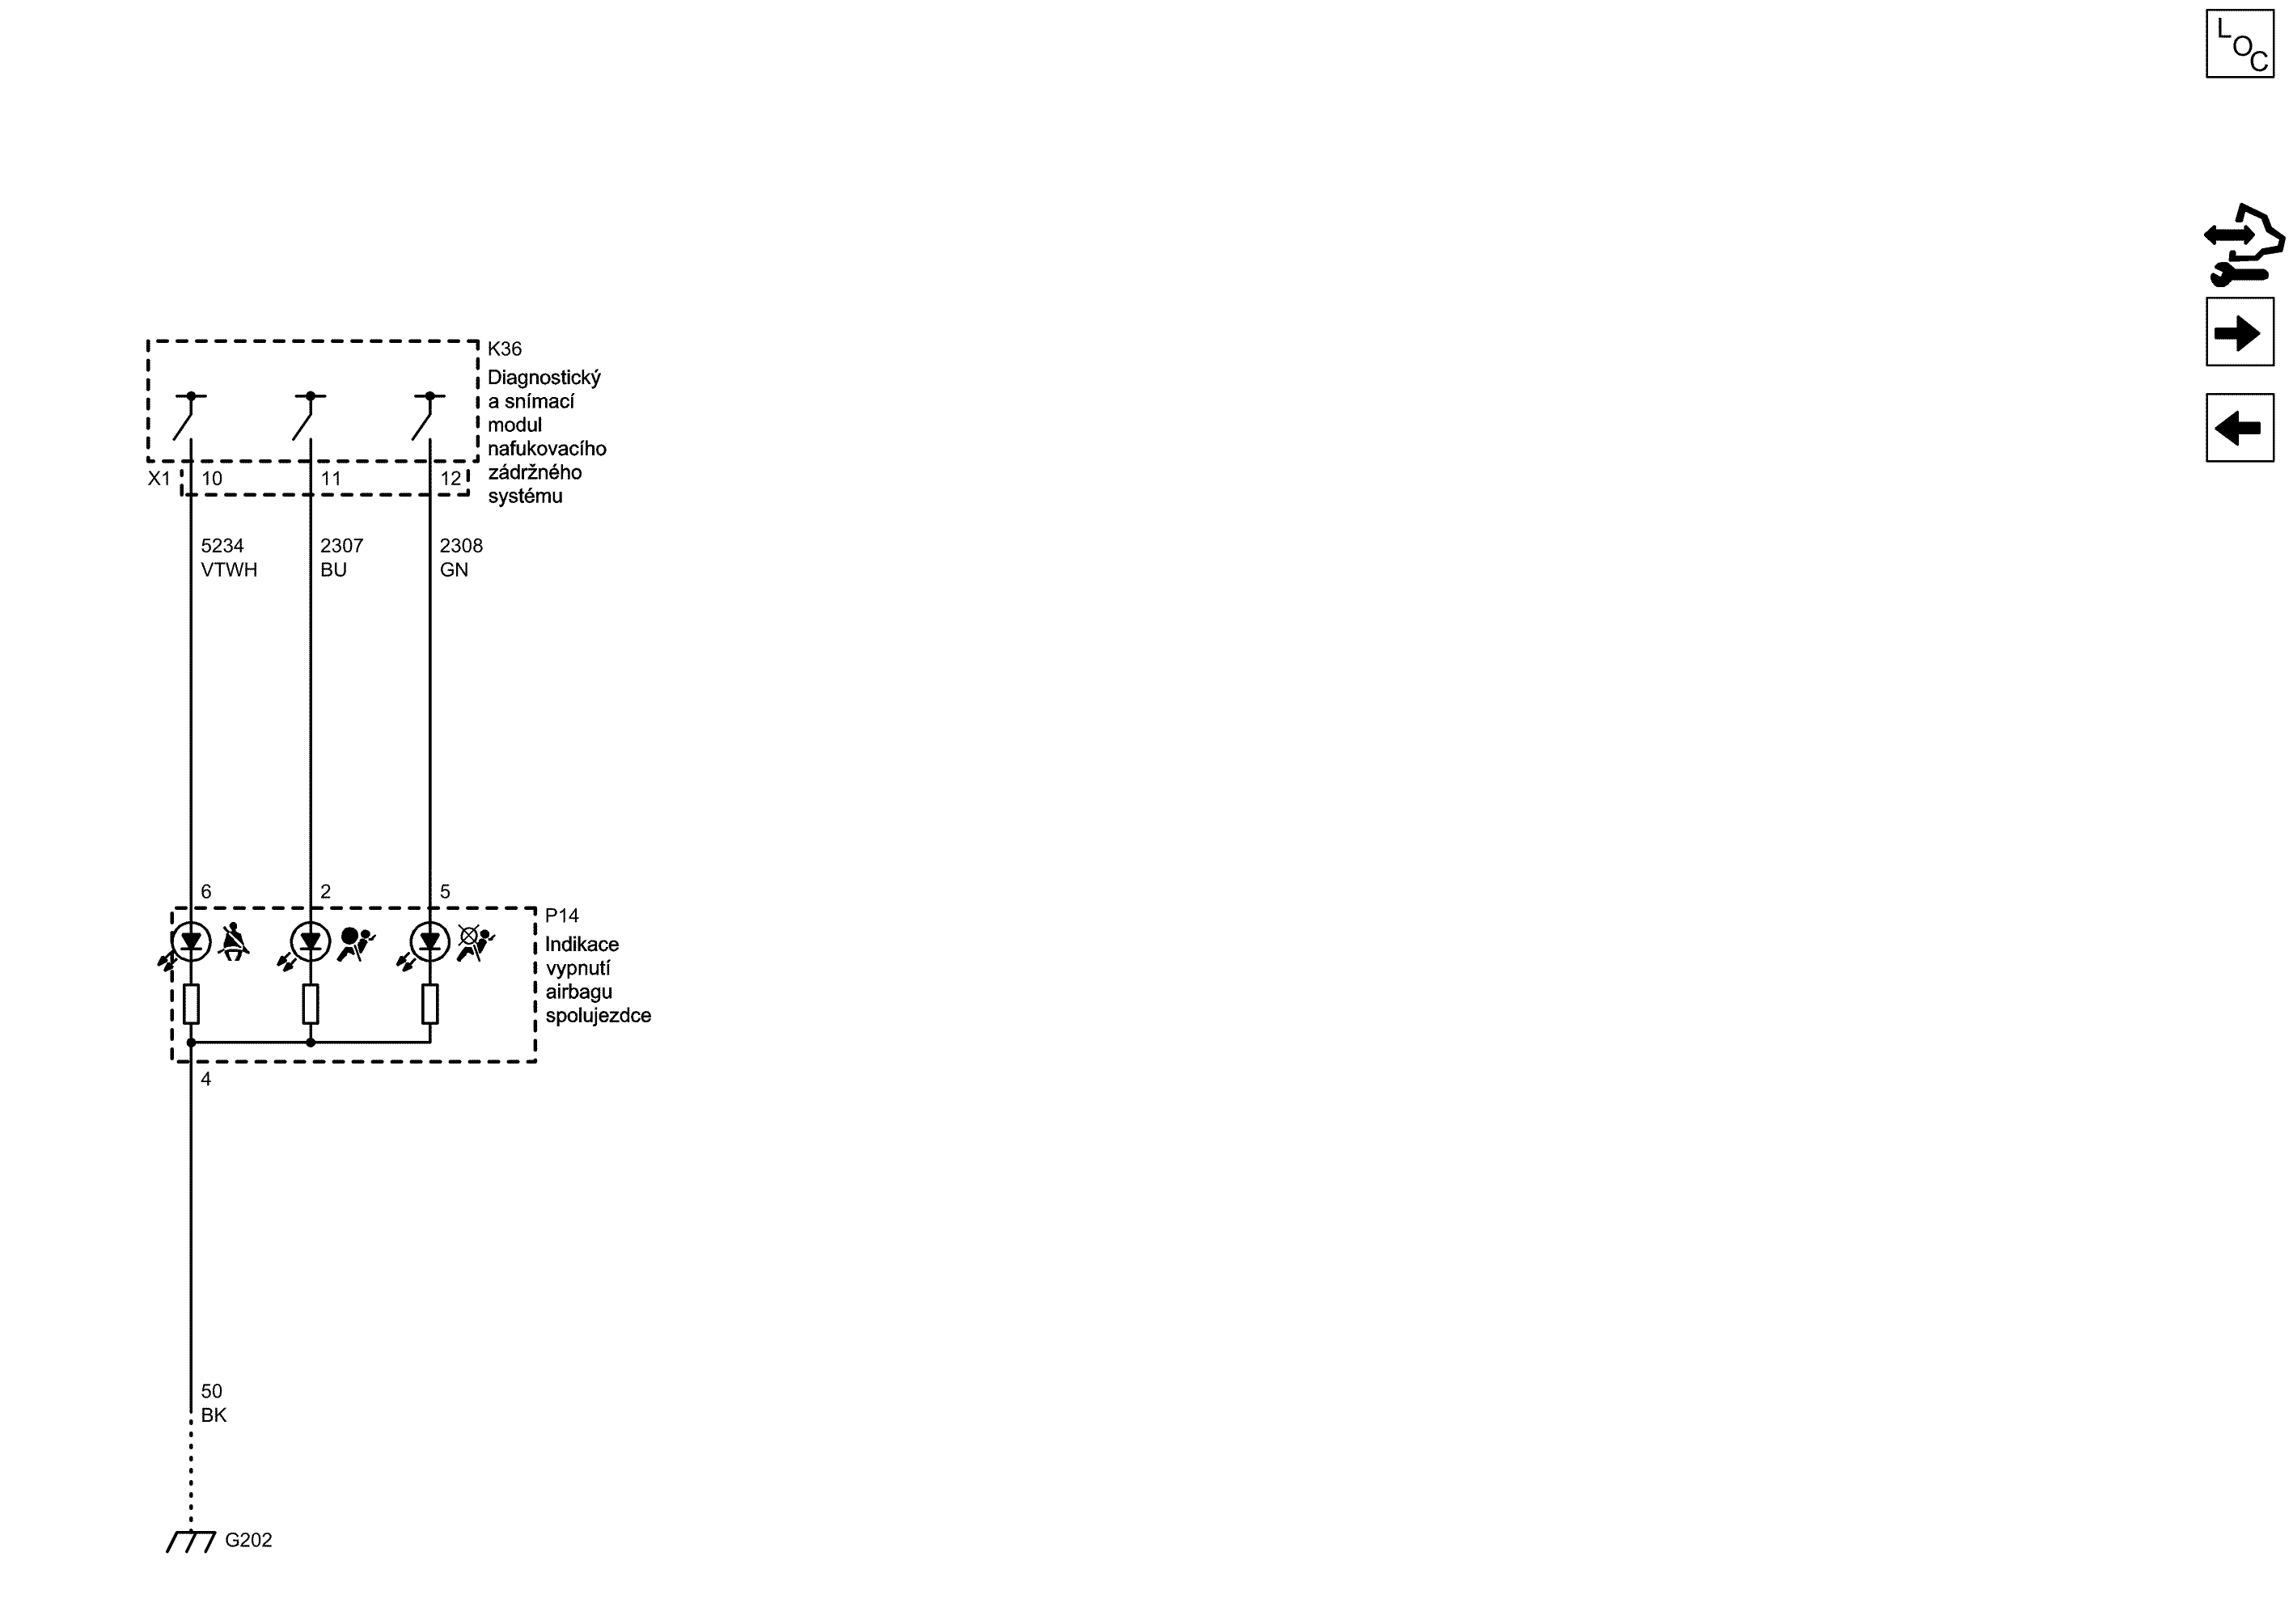 LOC
K36
Diagnostický
a snímací
modul
nafukovacího
zádržného
systému
X1 10 11 12
5234 2307 2308
VTWH BU GN
6 2 5
P14
Indikace
vypnutí
airbagu
spolujezdce
4
50
BK
G202